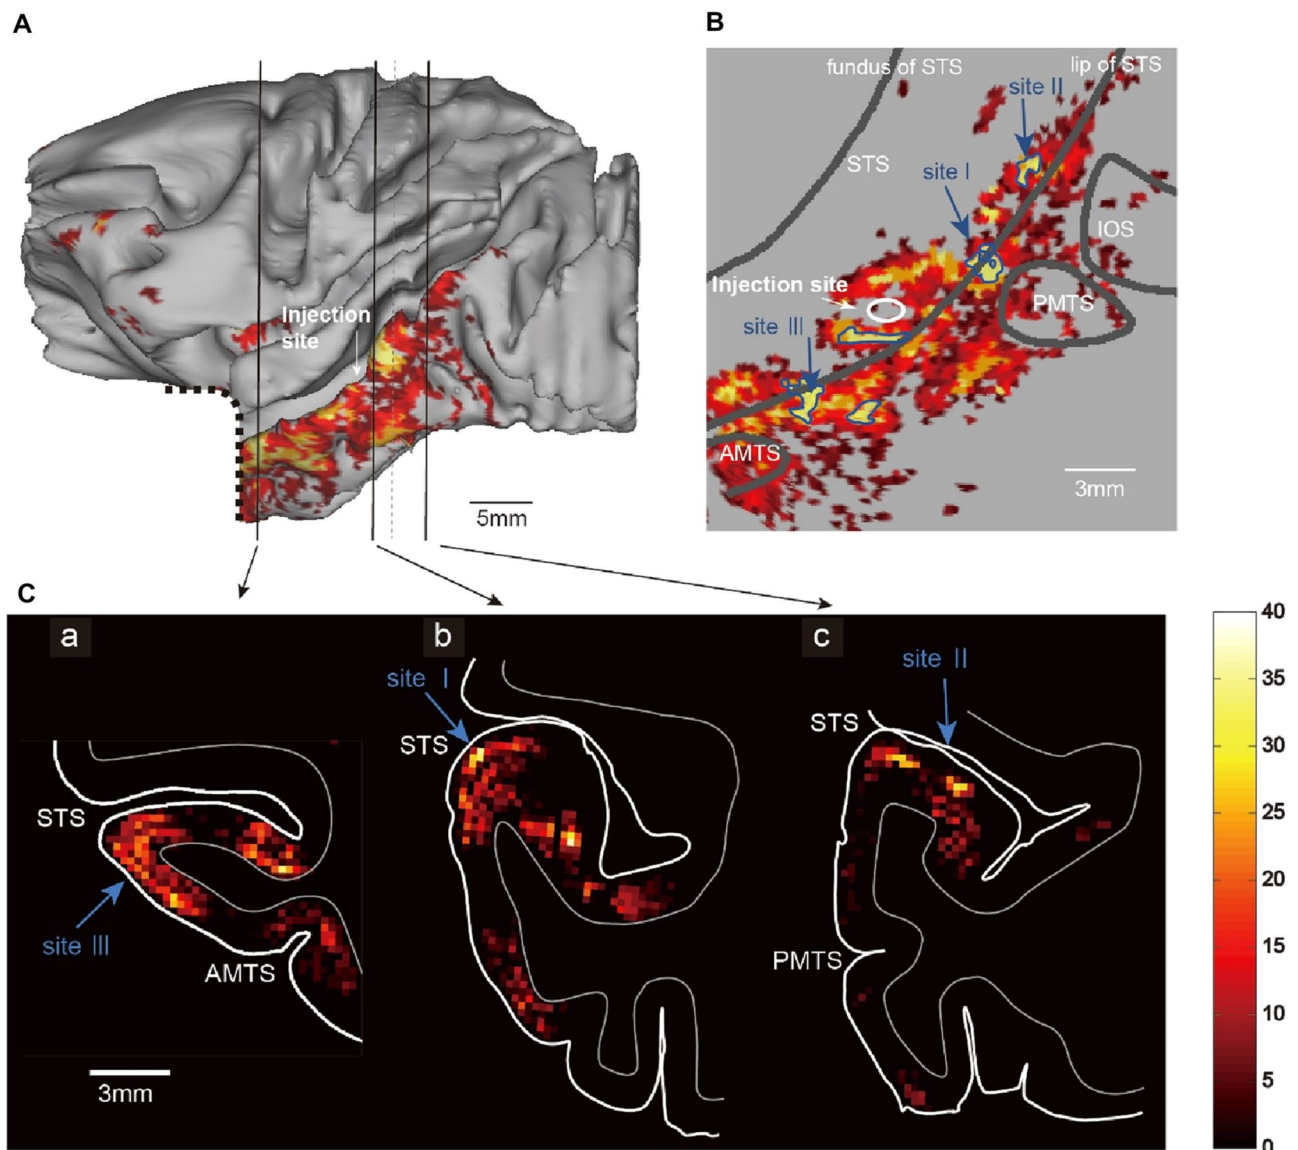 A
Injection
site
5mm
B
fundus of STS
lip of STS
site II
STS
site I
IOS
Injection site
PMTS
site III
AMTS
3mm
C
a
b
c
site II
site I
STS
STS
STS
site III
AMTS
PMTS
3mm
40
35
30
25
20
15
10
5
0